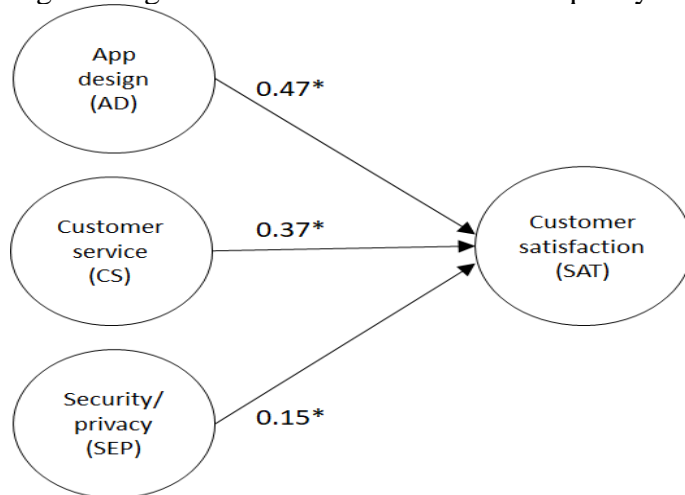 App
design
(AD)
0.47*
Customer
service
(CS)
0.37*
Customer
satisfaction
(SAT)
Security/
privacy
(SEP)
0.15*